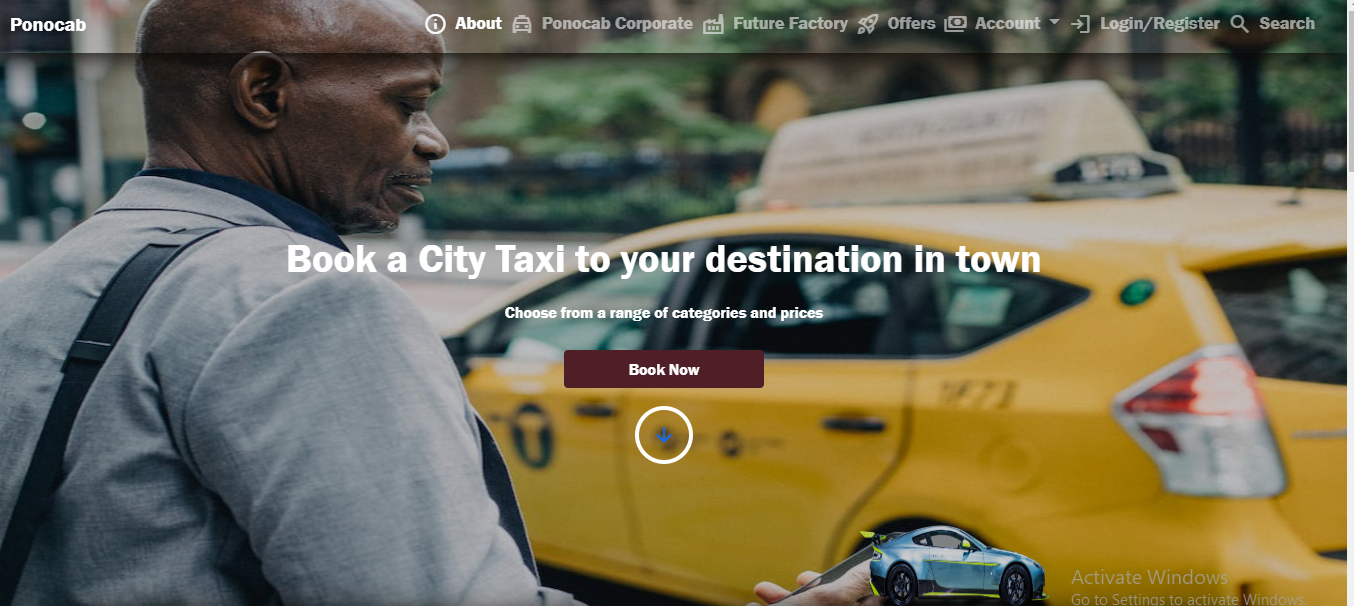 Ponocab
About
Ponocab Corporate
Future Factory
Offers
Account
Login/Register
Search
Book a City Taxi to your destination in town
Choose from a range of categories and prices
Book Now
1F73
Activate Windows
Go to Settings to activate Windows.